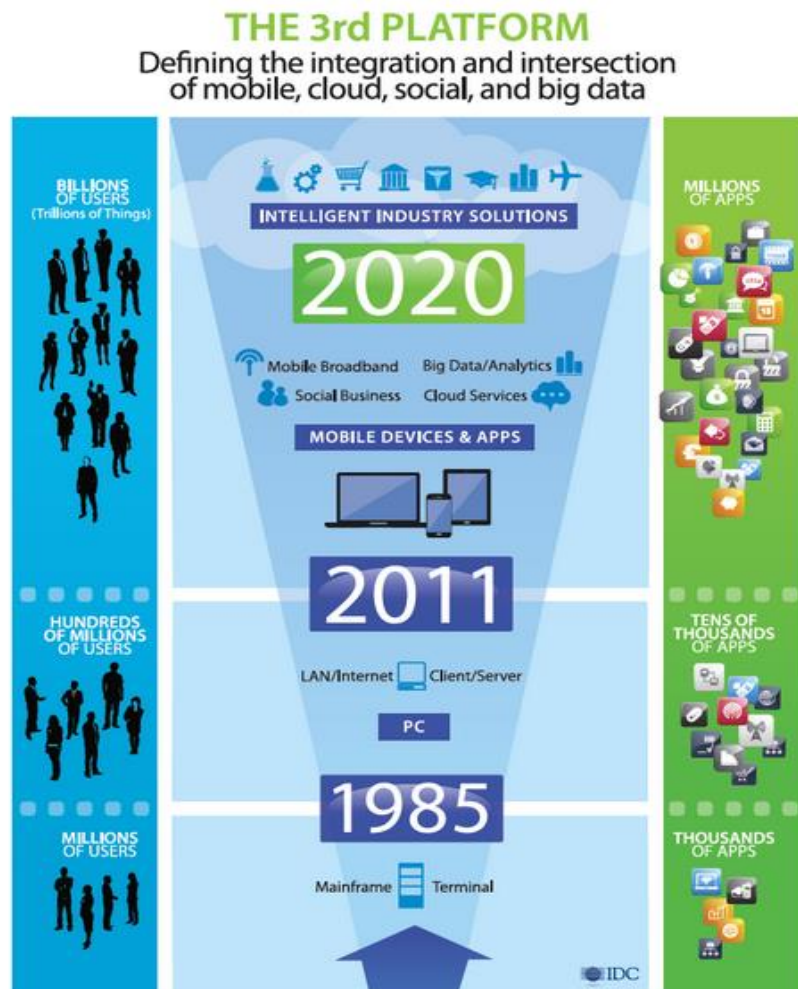 THE 3rd PLATFORM
Defining the integration and intersection
of mobile, cloud, social, and big data
BILLIONS
OF USERS
(Trillions of Things)
INTELLIGENT INDUSTRY SOLUTIONS
2020
Mobile Broadband
Big Data/Analytics
Social Business
Cloud Services
MOBILE DEVICES & APPS
MILLIONS
OF APPS
2011
HUNDREDS
OF MILLIONS
OF USERS
LAN/Internet
Client/Server
PC
TENS OF
THOUSANDS
OF APPS
1985
MILLIONS
OF USERS
Mainframe
Terminal
THOUSANDS
OF APPS
IDC